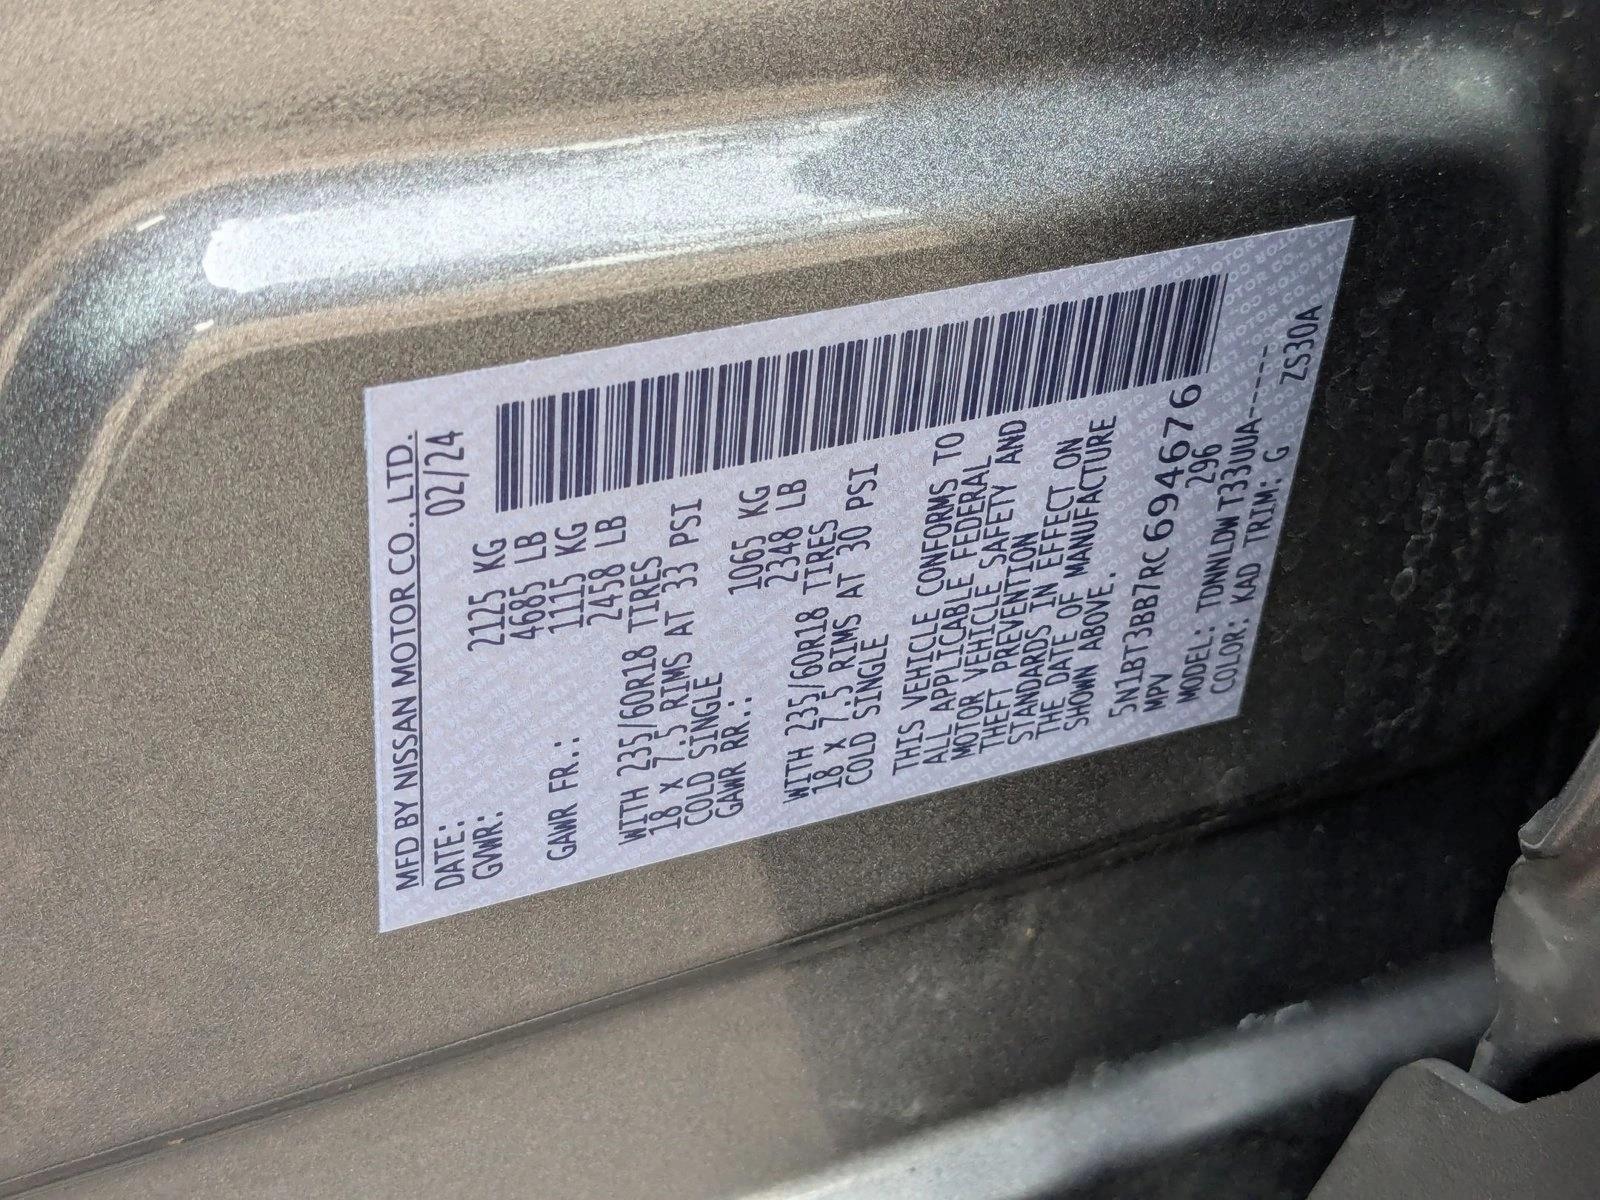 MFD BY NISSAN MOTOR CO., LTD.
DATE: 02/24
GVWR: 2125 KG
4685 LB
GAWR FR.: 1115 KG
2458 LB
WITH 235/60R18 TIRES
18 X 7.5 RIMS AT 33 PSI
COLD SINGLE
GAWR RR.: 1065 KG
2348 LB
WITH 235/60R18 TIRES
18 X 7.5 RIMS AT 30 PSI
COLD SINGLE
THIS VEHICLE CONFORMS TO
ALL APPLICABLE FEDERAL
MOTOR VEHICLE SAFETY AND
THEFT PREVENTION
STANDARDS IN EFFECT ON
THE DATE OF MANUFACTURE
SHOWN ABOVE.
5N1BT3BB7RC694676
MPV 296
MODEL: TDNNLDWT33UUA-----
COLOR: KAD TRIM: G ZS30A